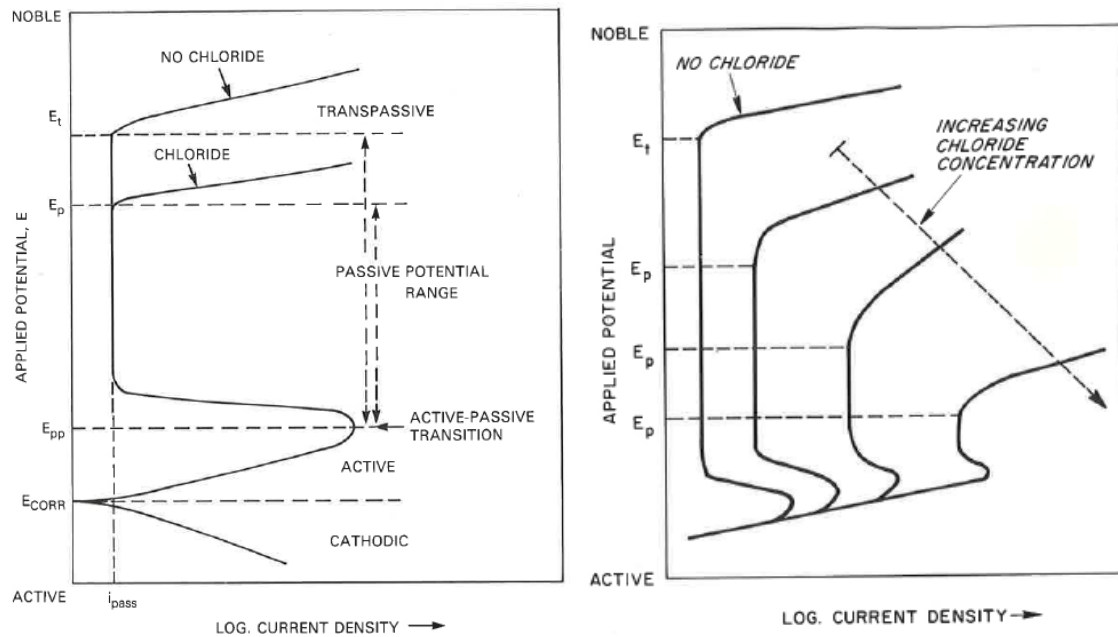 NOBLE
NO CHLORIDE
Et
TRANSPASSIVE
CHLORIDE
Ep
PASSIVE POTENTIAL
RANGE
APPLIED POTENTIAL, E
Epp
ACTIVE-PASSIVE
TRANSITION
ACTIVE
ECORR
CATHODIC
ACTIVE
ipass
LOG. CURRENT DENSITY
NOBLE
NO CHLORIDE
INCREASING
CHLORIDE
CONCENTRATION
Et
Ep
Ep
Ep
APPLIED POTENTIAL
ACTIVE
LOG. CURRENT DENSITY